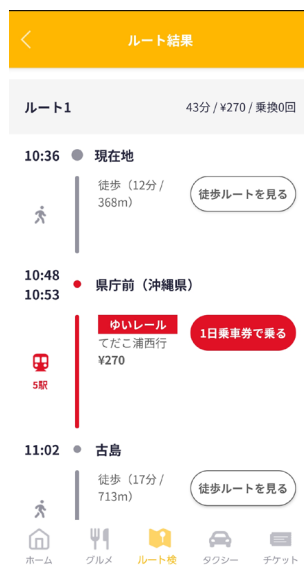 ルート結果
ルート1
43分 / ¥270 / 乗換0回
10:36
現在地
徒歩（12分 /
368m）
徒歩ルートを見る
10:48
10:53
県庁前（沖縄県）
ゆいレール
てだこ浦西行
¥270
1日乗車券で乗る
5駅
11:02
古島
徒歩（17分 /
713m）
徒歩ルートを見る
ホーム
グルメ
ルート検
タクシー
チケット